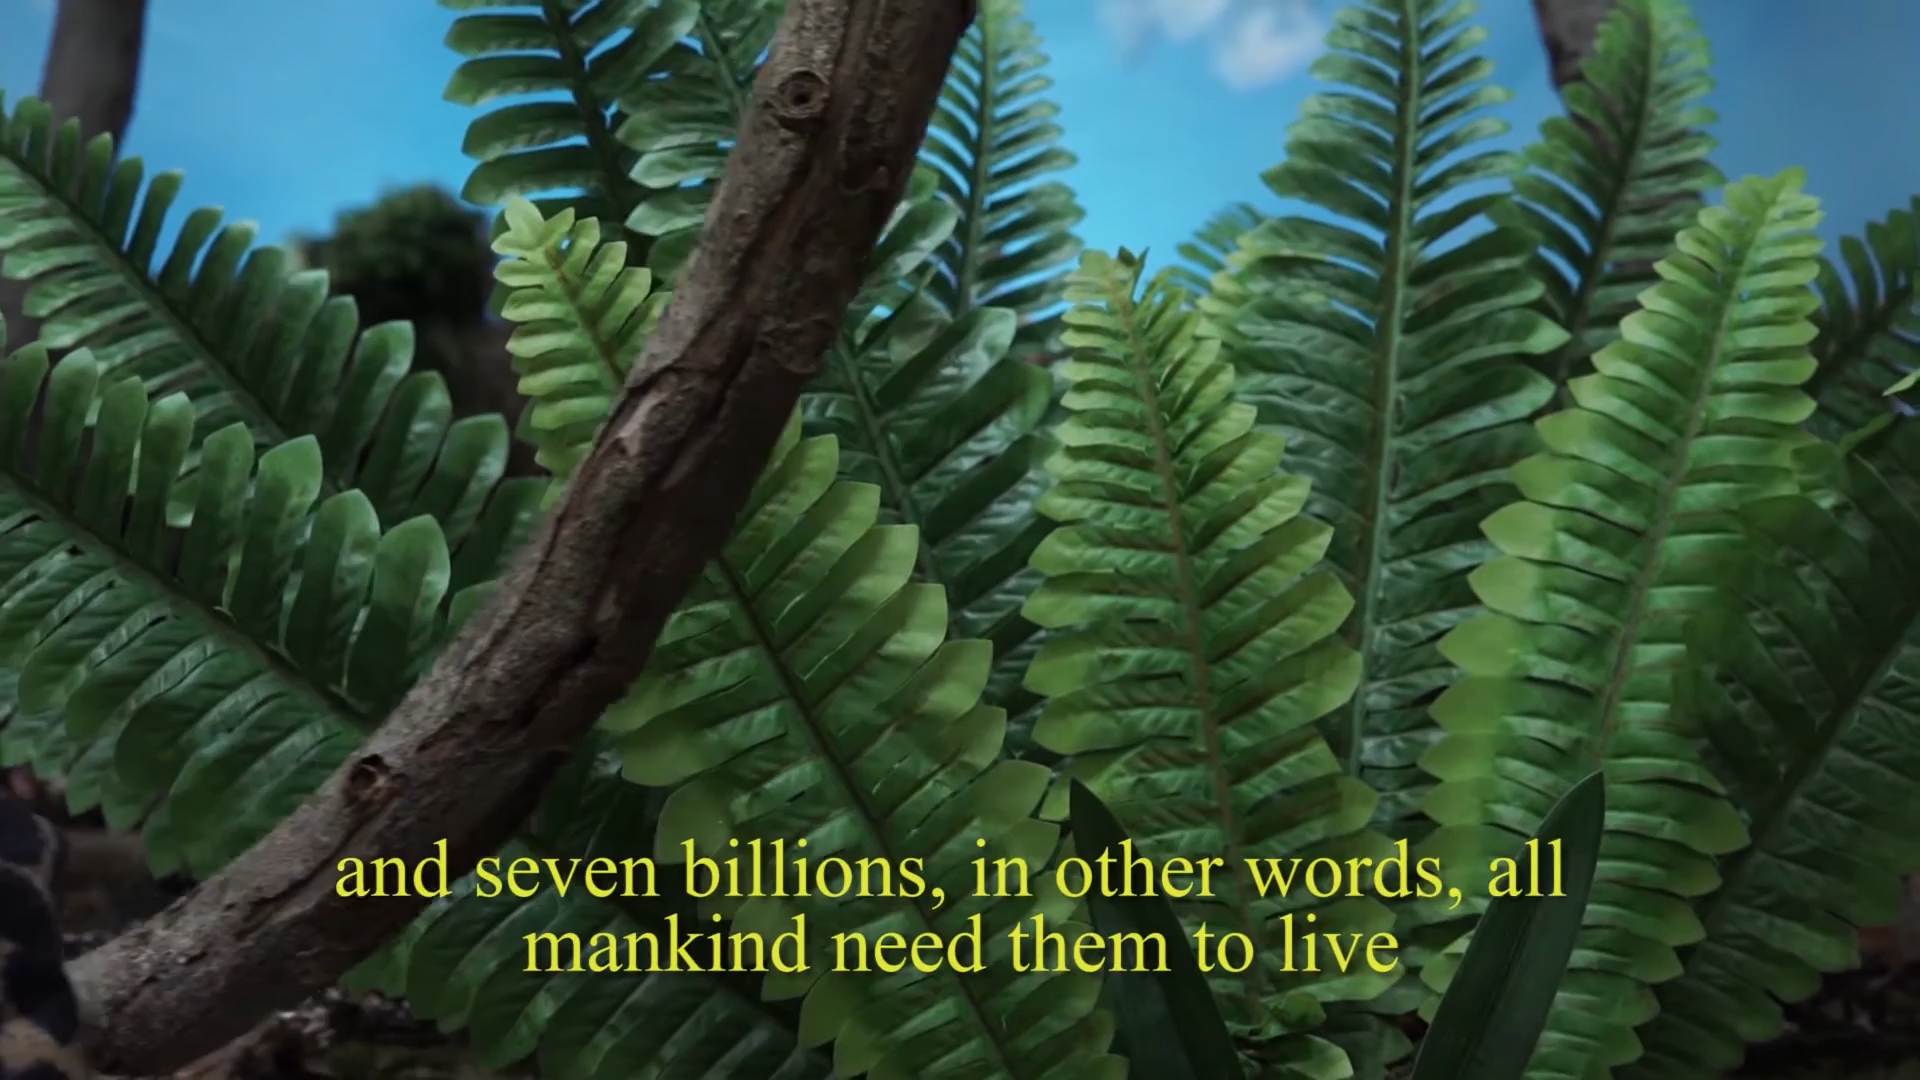 and seven billions, in other words, all
mankind need them to live